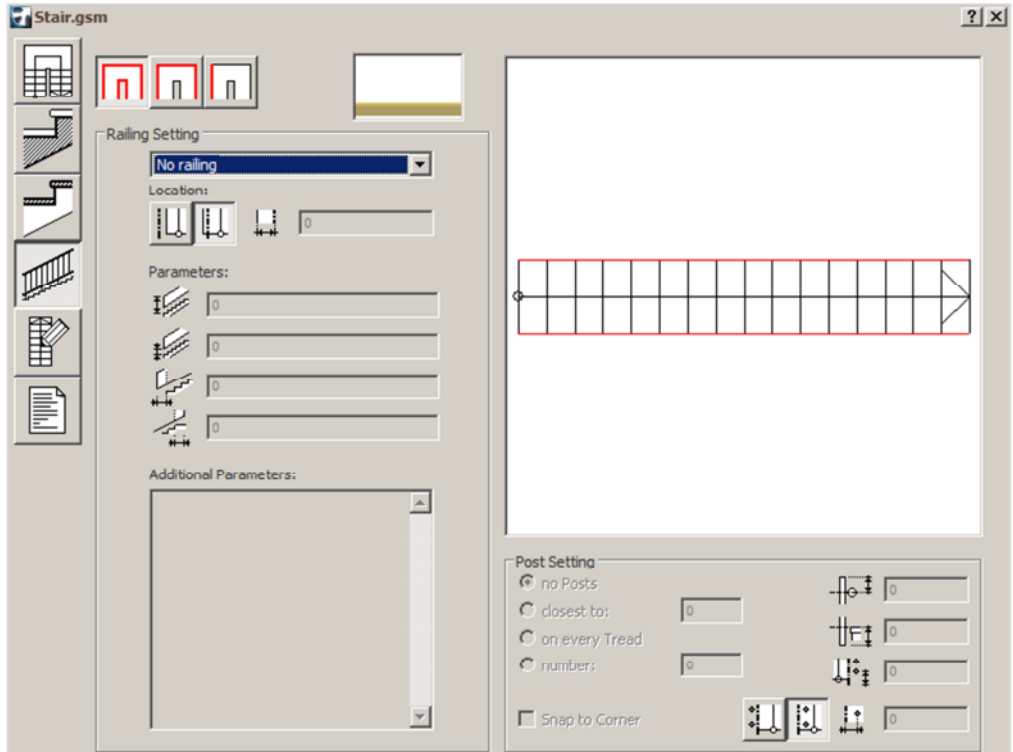 Stair.gsm
Railing Setting
No railing
Location:
0
Parameters:
0
0
0
0
Additional Parameters:
Post Setting
no Posts
closest to:
0
on every Tread
number:
0
Snap to Corner
0
0
0
0